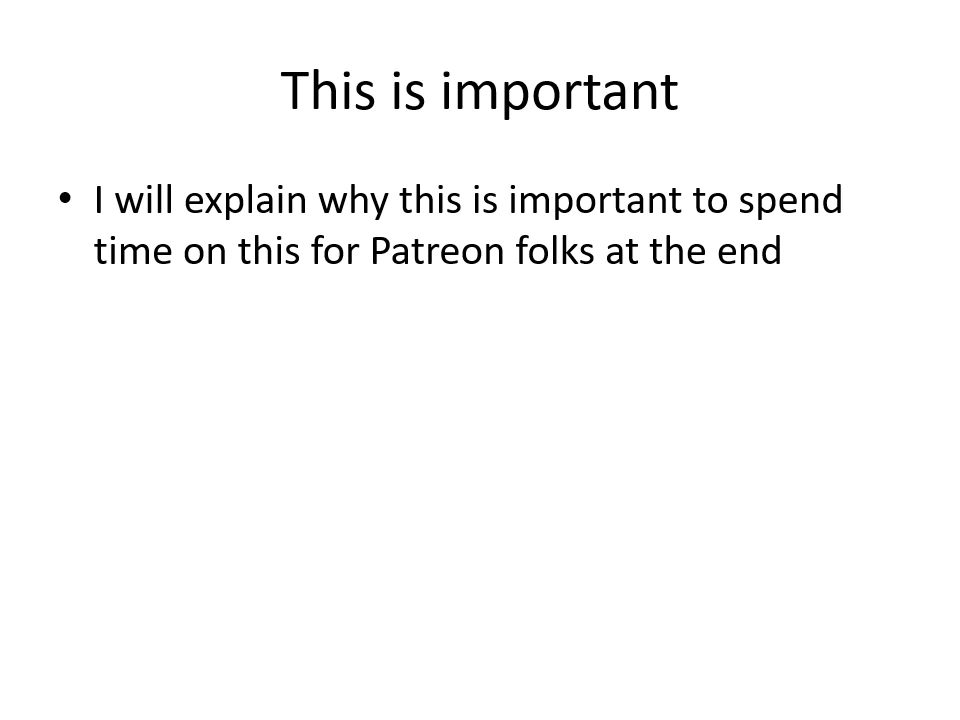 This is important
• I will explain why this is important to spend
time on this for Patreon folks at the end